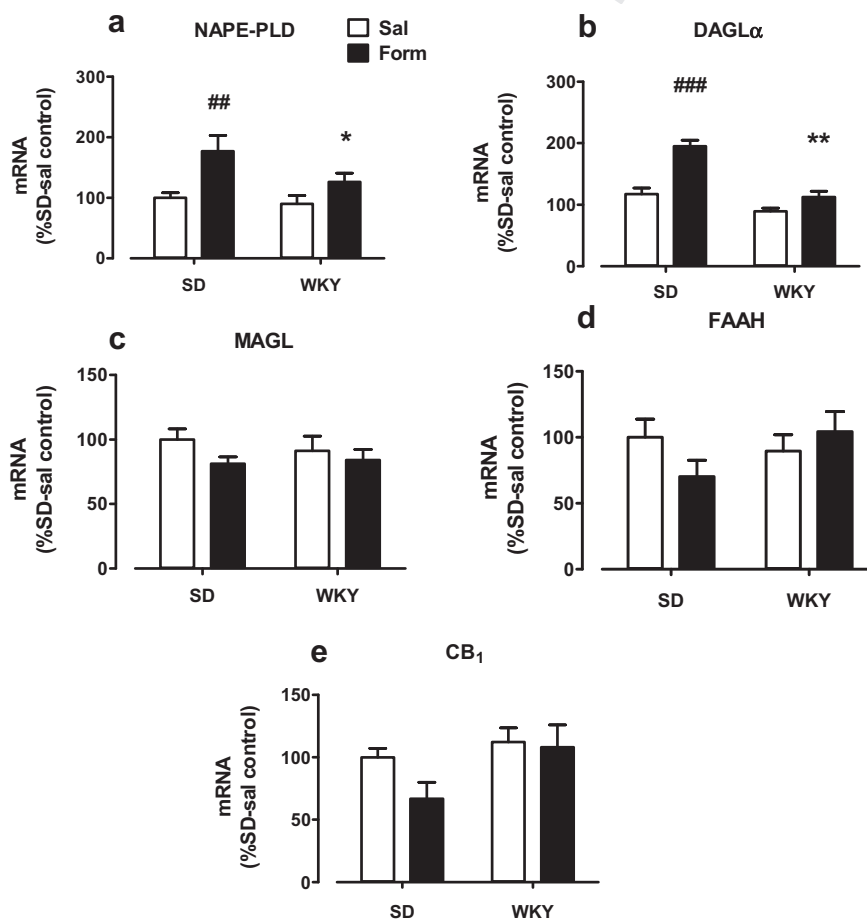 a
NAPE-PLD
Sal
Form
mRNA
(%SD-sal control)
300
200
100
0
##
*
SD
WKY
b
DAGLα
mRNA
(%SD-sal control)
300
200
100
0
###
**
SD
WKY
c
MAGL
mRNA
(%SD-sal control)
150
100
50
0
SD
WKY
d
FAAH
mRNA
(%SD-sal control)
150
100
50
0
SD
WKY
e
CB₁
mRNA
(%SD-sal control)
150
100
50
0
SD
WKY